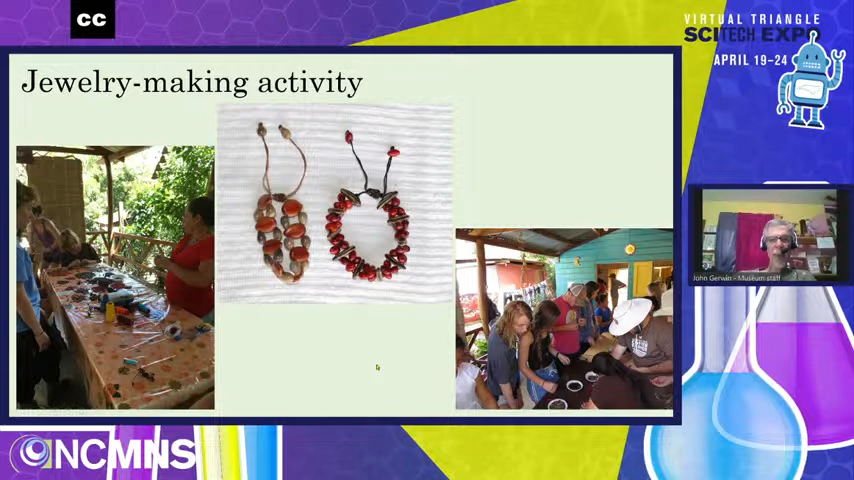 CC
VIRTUAL TRIANGLE
SCITECH EXPO
APRIL 19–24
Jewelry-making activity
John Gerwin - Museum staff
NCMNS